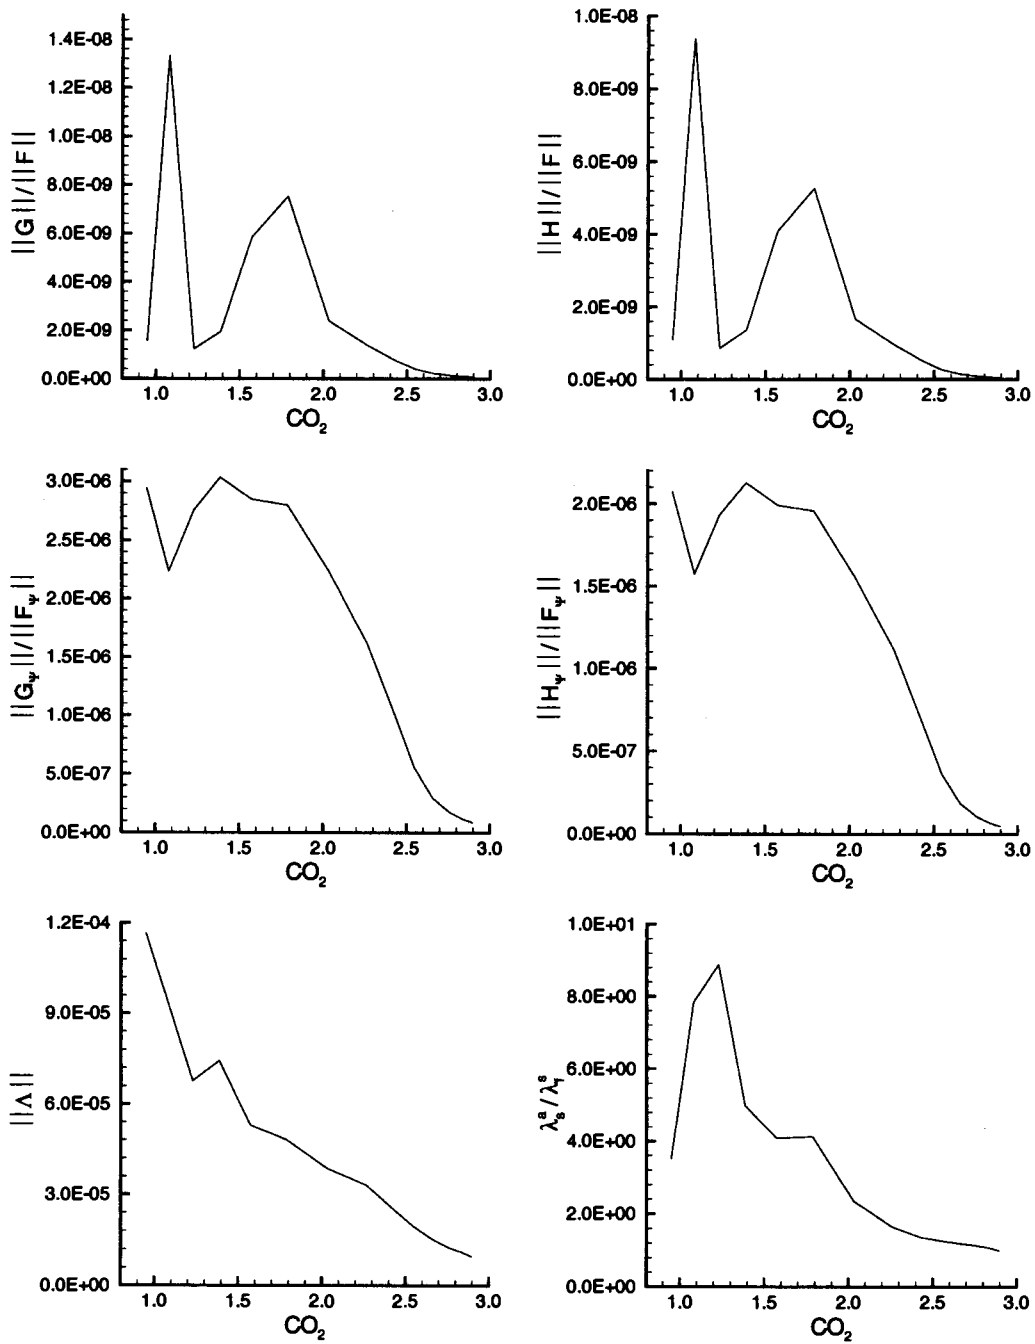 ||G||/||F||
1.4E-08
1.2E-08
1.0E-08
8.0E-09
6.0E-09
4.0E-09
2.0E-09
0.0E+00
1.0 1.5 2.0 2.5 3.0
CO₂
||H||/||F||
1.0E-08
8.0E-09
6.0E-09
4.0E-09
2.0E-09
0.0E+00
1.0 1.5 2.0 2.5 3.0
CO₂
||G_Ψ||/||F_Ψ||
3.0E-06
2.5E-06
2.0E-06
1.5E-06
1.0E-06
5.0E-07
0.0E+00
1.0 1.5 2.0 2.5 3.0
CO₂
||H_Ψ||/||F_Ψ||
2.0E-06
1.5E-06
1.0E-06
5.0E-07
0.0E+00
1.0 1.5 2.0 2.5 3.0
CO₂
||Λ||
1.2E-04
9.0E-05
6.0E-05
3.0E-05
0.0E+00
1.0 1.5 2.0 2.5 3.0
CO₂
1.0E+01
8.0E+00
6.0E+00
4.0E+00
2.0E+00
0.0E+00
1.0 1.5 2.0 2.5 3.0
CO₂